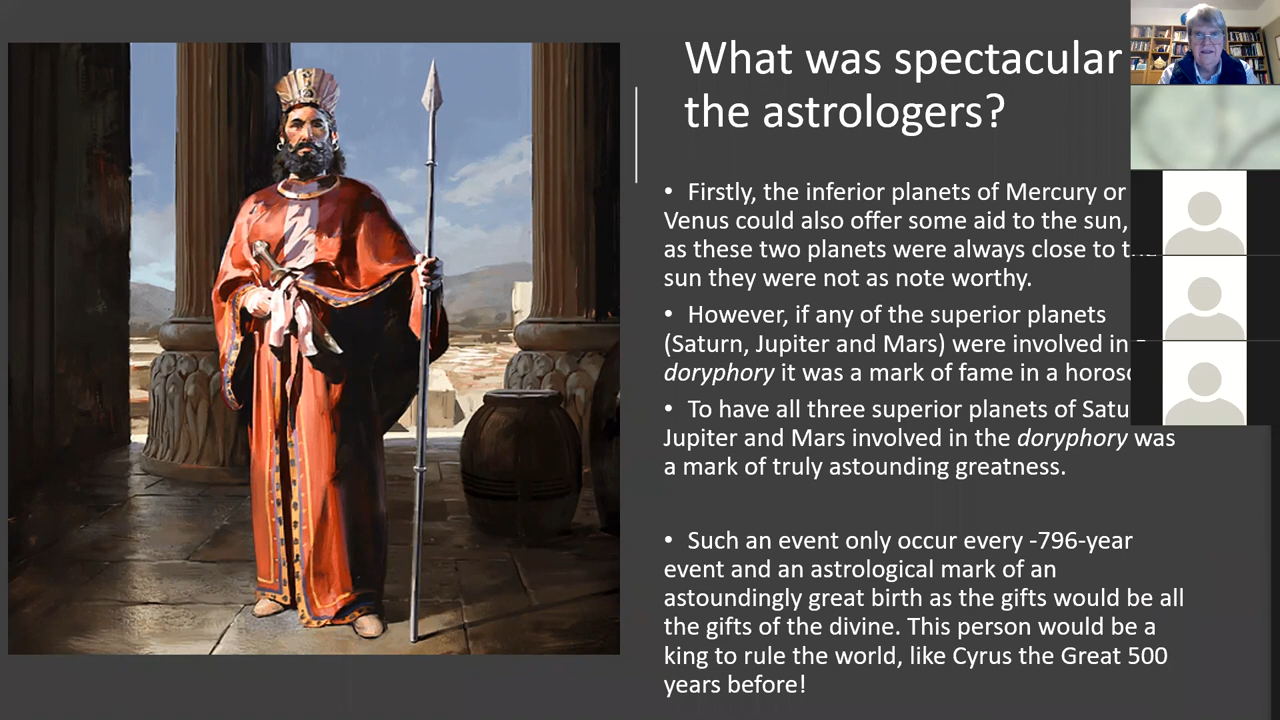 What was spectacular
the astrologers?
• Firstly, the inferior planets of Mercury or
Venus could also offer some aid to the sun,
as these two planets were always close to
sun they were not as note worthy.
• However, if any of the superior planets
(Saturn, Jupiter and Mars) were involved in
doryphory it was a mark of fame in a
• To have all three superior planets of
Jupiter and Mars involved in the doryphory was
a mark of truly astounding greatness.
• Such an event only occur every -796-year
event and an astrological mark of an
astoundingly great birth as the gifts would be all
the gifts of the divine. This person would be a
king to rule the world, like Cyrus the Great 500
years before!